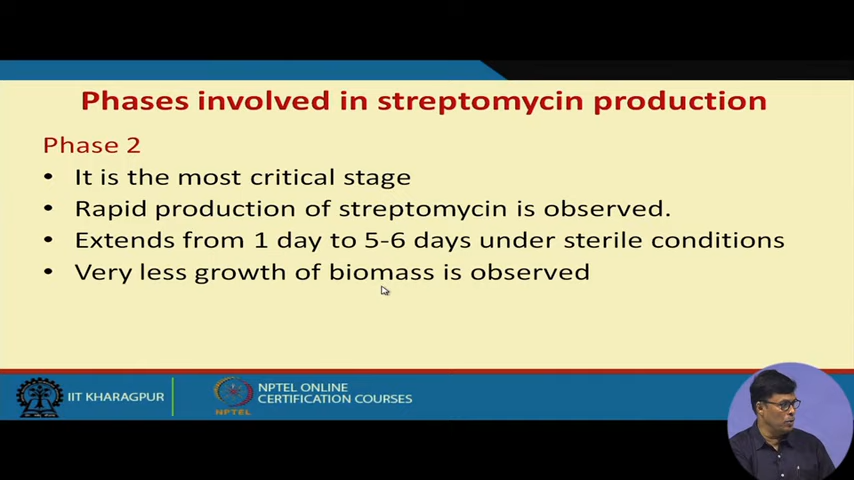 Phases involved in streptomycin production
Phase 2
• It is the most critical stage
• Rapid production of streptomycin is observed.
• Extends from 1 day to 5-6 days under sterile conditions
• Very less growth of biomass is observed
IIT KHARAGPUR
NPTEL
NPTEL ONLINE
CERTIFICATION COURSES